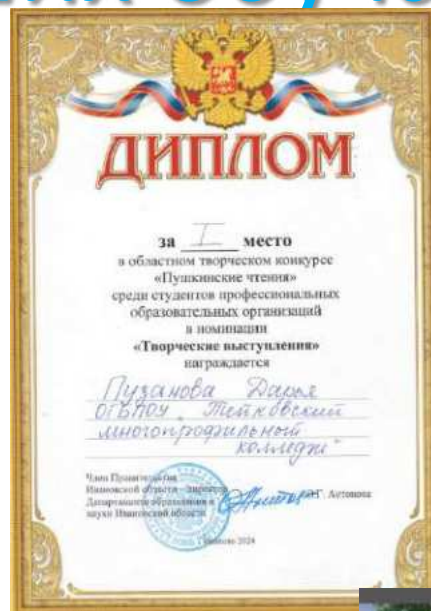 ДИПЛОМ
за I место
в областном творческом конкурсе
«Пушкинские чтения»
среди студентов профессиональных
образовательных организаций
в номинации
«Творческие выступления»
награждается
Пузанова Дарья
ОГБПОУ "Тейковский
многопрофильный
колледж"
Член Правительства
Ивановской области – директор
Департамента образования и
науки Ивановской области
О.Г. Антонова
Иваново 2024